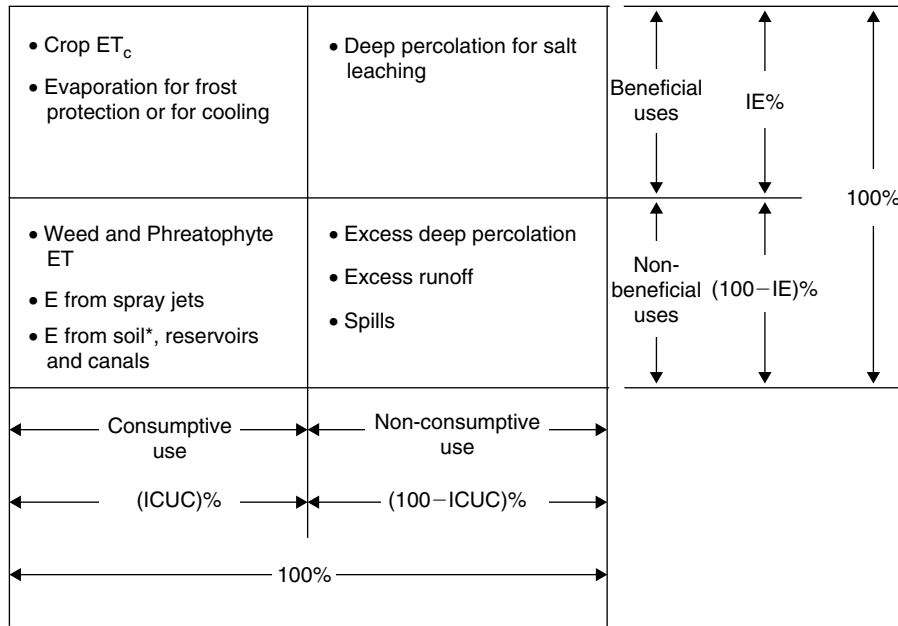 • Crop ETc
• Evaporation for frost
protection or for cooling
• Deep percolation for salt
leaching
Beneficial
uses
IE%
100%
• Weed and Phreatophyte
ET
• E from spray jets
• E from soil*, reservoirs
and canals
• Excess deep percolation
• Excess runoff
• Spills
Non-
beneficial
uses
(100−IE)%
Consumptive
use
Non-consumptive
use
(ICUC)%
(100−ICUC)%
100%